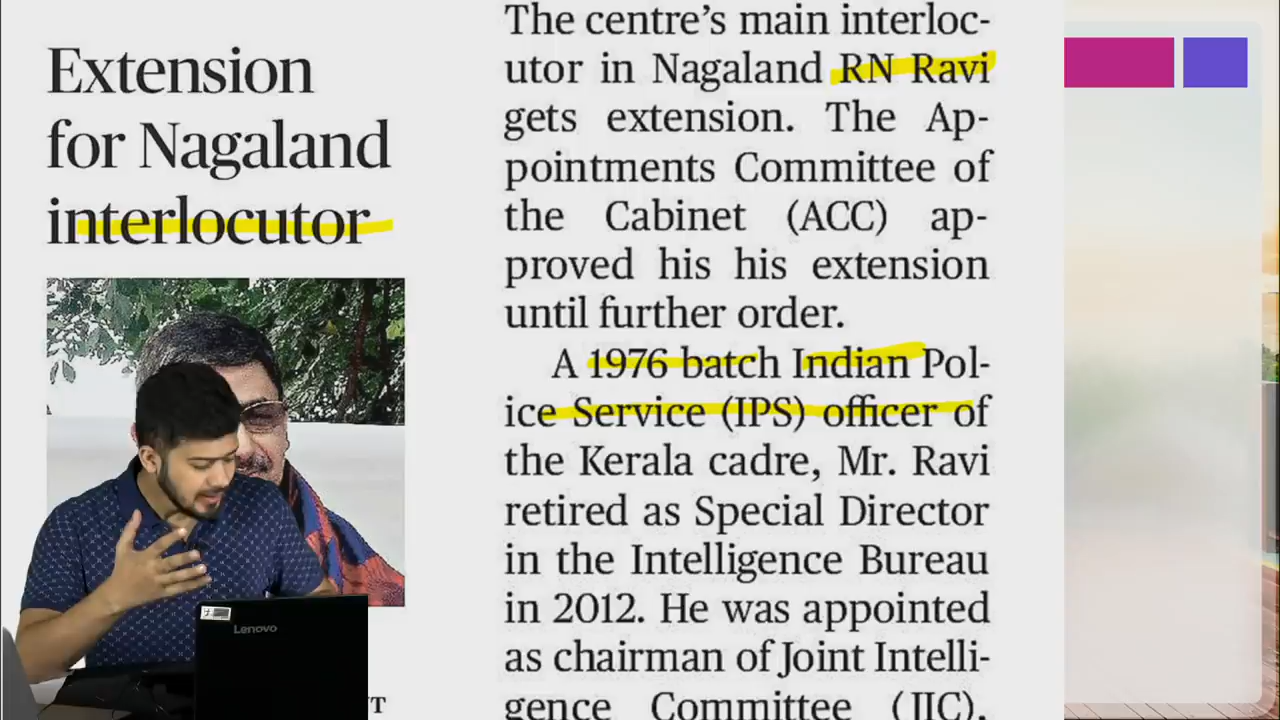 Extension
for Nagaland
interlocutor
The centre's main interloc-
utor in Nagaland RN Ravi
gets extension. The Ap-
pointments Committee of
the Cabinet (ACC) ap-
proved his his extension
until further order.
A 1976 batch Indian Pol-
ice Service (IPS) officer of
the Kerala cadre, Mr. Ravi
retired as Special Director
in the Intelligence Bureau
in 2012. He was appointed
as chairman of Joint Intelli-
gence Committee (JIC),
Lenovo